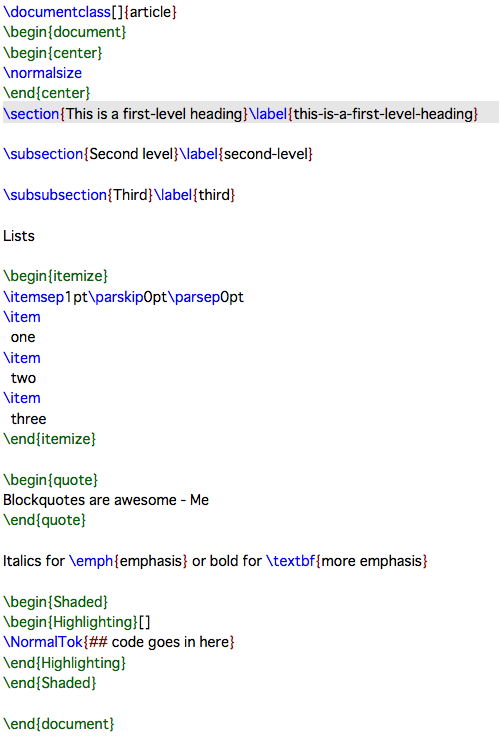 \documentclass[]{article}
\begin{document}
\begin{center}
\normalsize
\end{center}
\section{This is a first-level heading}\label{this-is-a-first-level-heading}
\subsection{Second level}\label{second-level}
\subsubsection{Third}\label{third}
Lists
\begin{itemize}
\itemsep1pt\parskip0pt\parsep0pt
\item
  one
\item
  two
\item
  three
\end{itemize}
\begin{quote}
Blockquotes are awesome - Me
\end{quote}
Italics for \emph{emphasis} or bold for \textbf{more emphasis}
\begin{Shaded}
\begin{Highlighting}[]
\NormalTok{## code goes in here}
\end{Highlighting}
\end{Shaded}
\end{document}